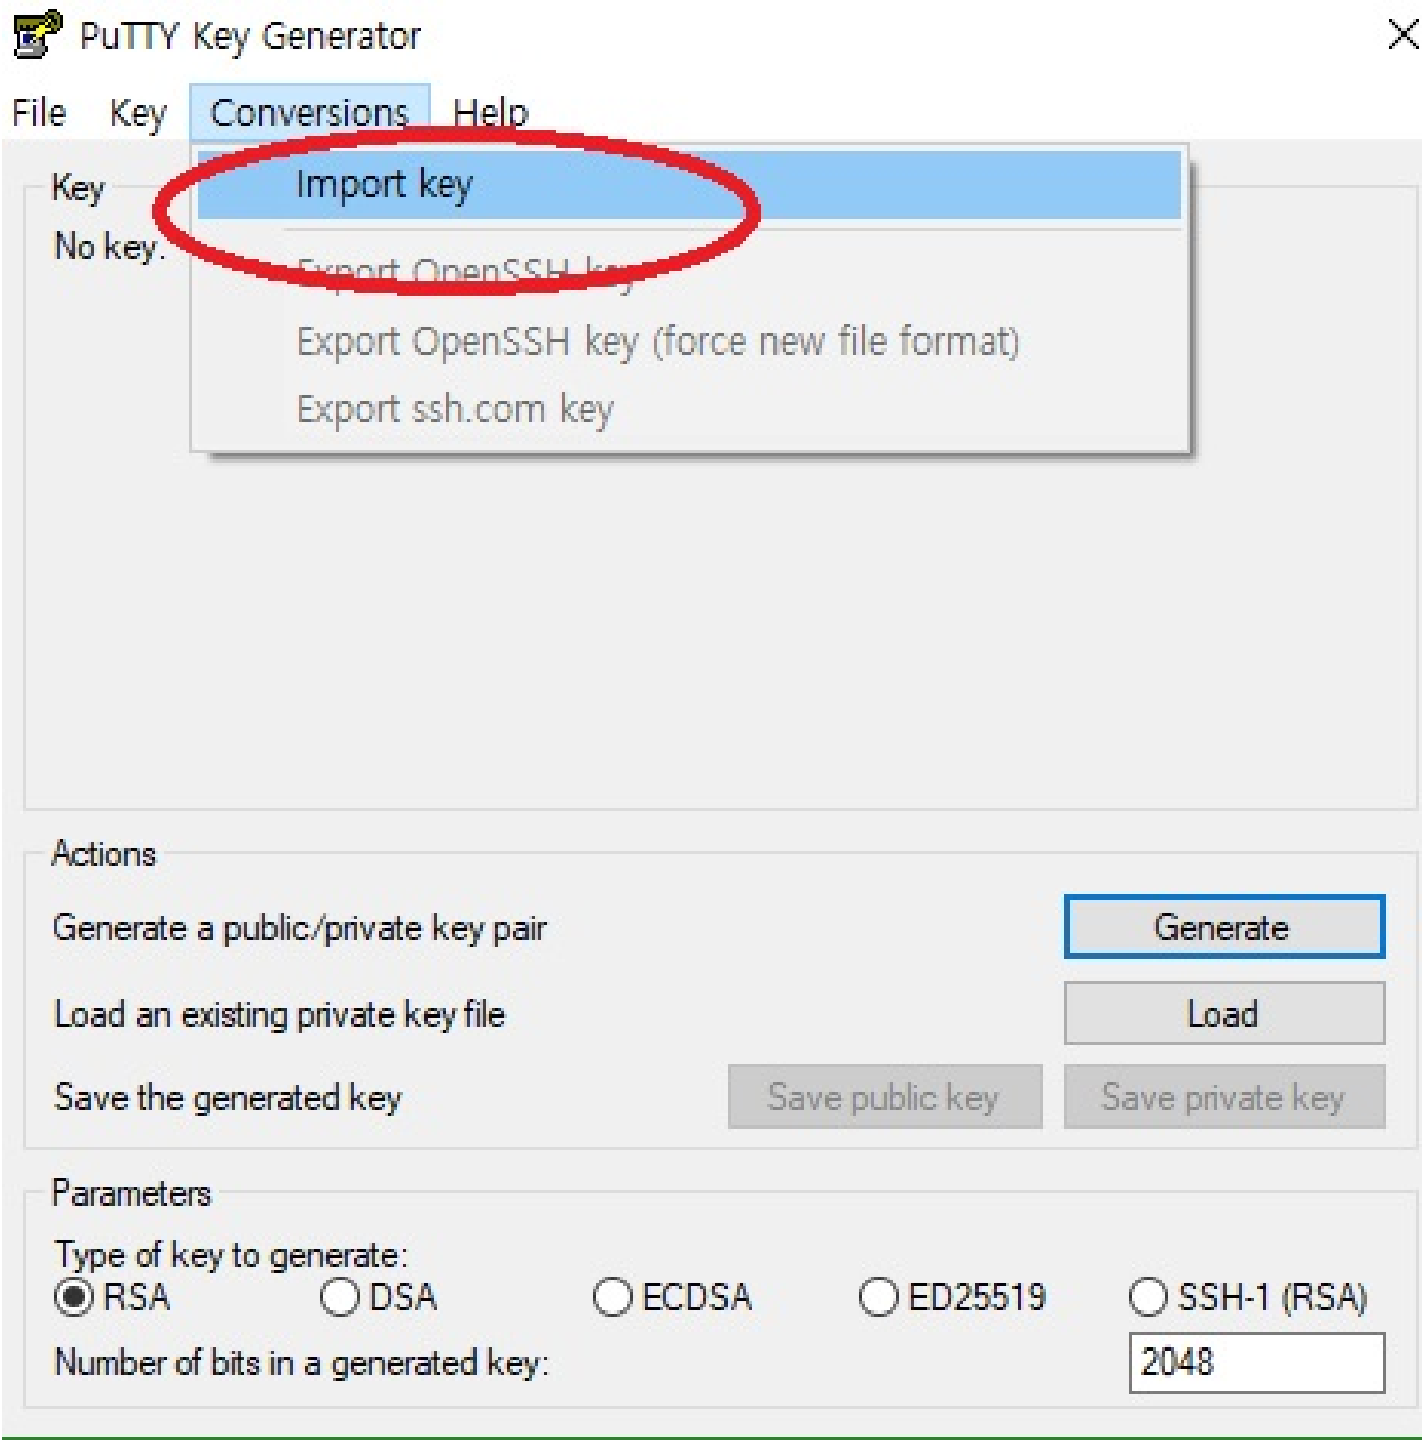 PuTTY Key Generator
File Key Conversions Help
Import key
Key
No key.
Export OpenSSH key
Export OpenSSH key (force new file format)
Export ssh.com key
Actions
Generate a public/private key pair
Generate
Load an existing private key file
Load
Save the generated key
Save public key
Save private key
Parameters
Type of key to generate:
RSA DSA ECDSA ED25519 SSH-1 (RSA)
Number of bits in a generated key:
2048